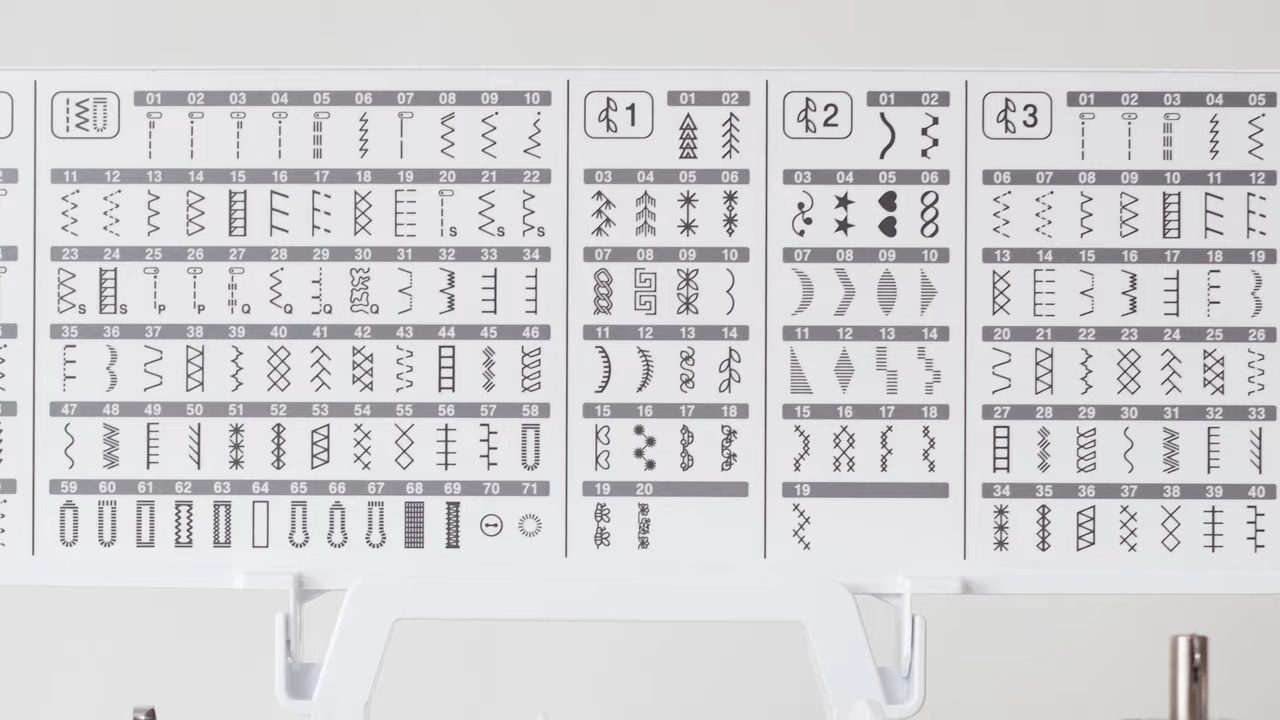 01 02 03 04 05 06 07 08 09 10
11 12 13 14 15 16 17 18 19 20 21 22
S S S
23 24 25 26 27 28 29 30 31 32 33 34
S S P P Q Q Q Q
35 36 37 38 39 40 41 42 43 44 45 46
47 48 49 50 51 52 53 54 55 56 57 58
59 60 61 62 63 64 65 66 67 68 69 70 71
1
01 02
03 04 05 06
07 08 09 10
11 12 13 14
15 16 17 18
19 20
2
01 02
03 04 05 06
07 08 09 10
11 12 13 14
15 16 17 18
19
3
01 02 03 04 05
06 07 08 09 10 11 12
13 14 15 16 17 18 19
20 21 22 23 24 25 26
27 28 29 30 31 32 33
34 35 36 37 38 39 40